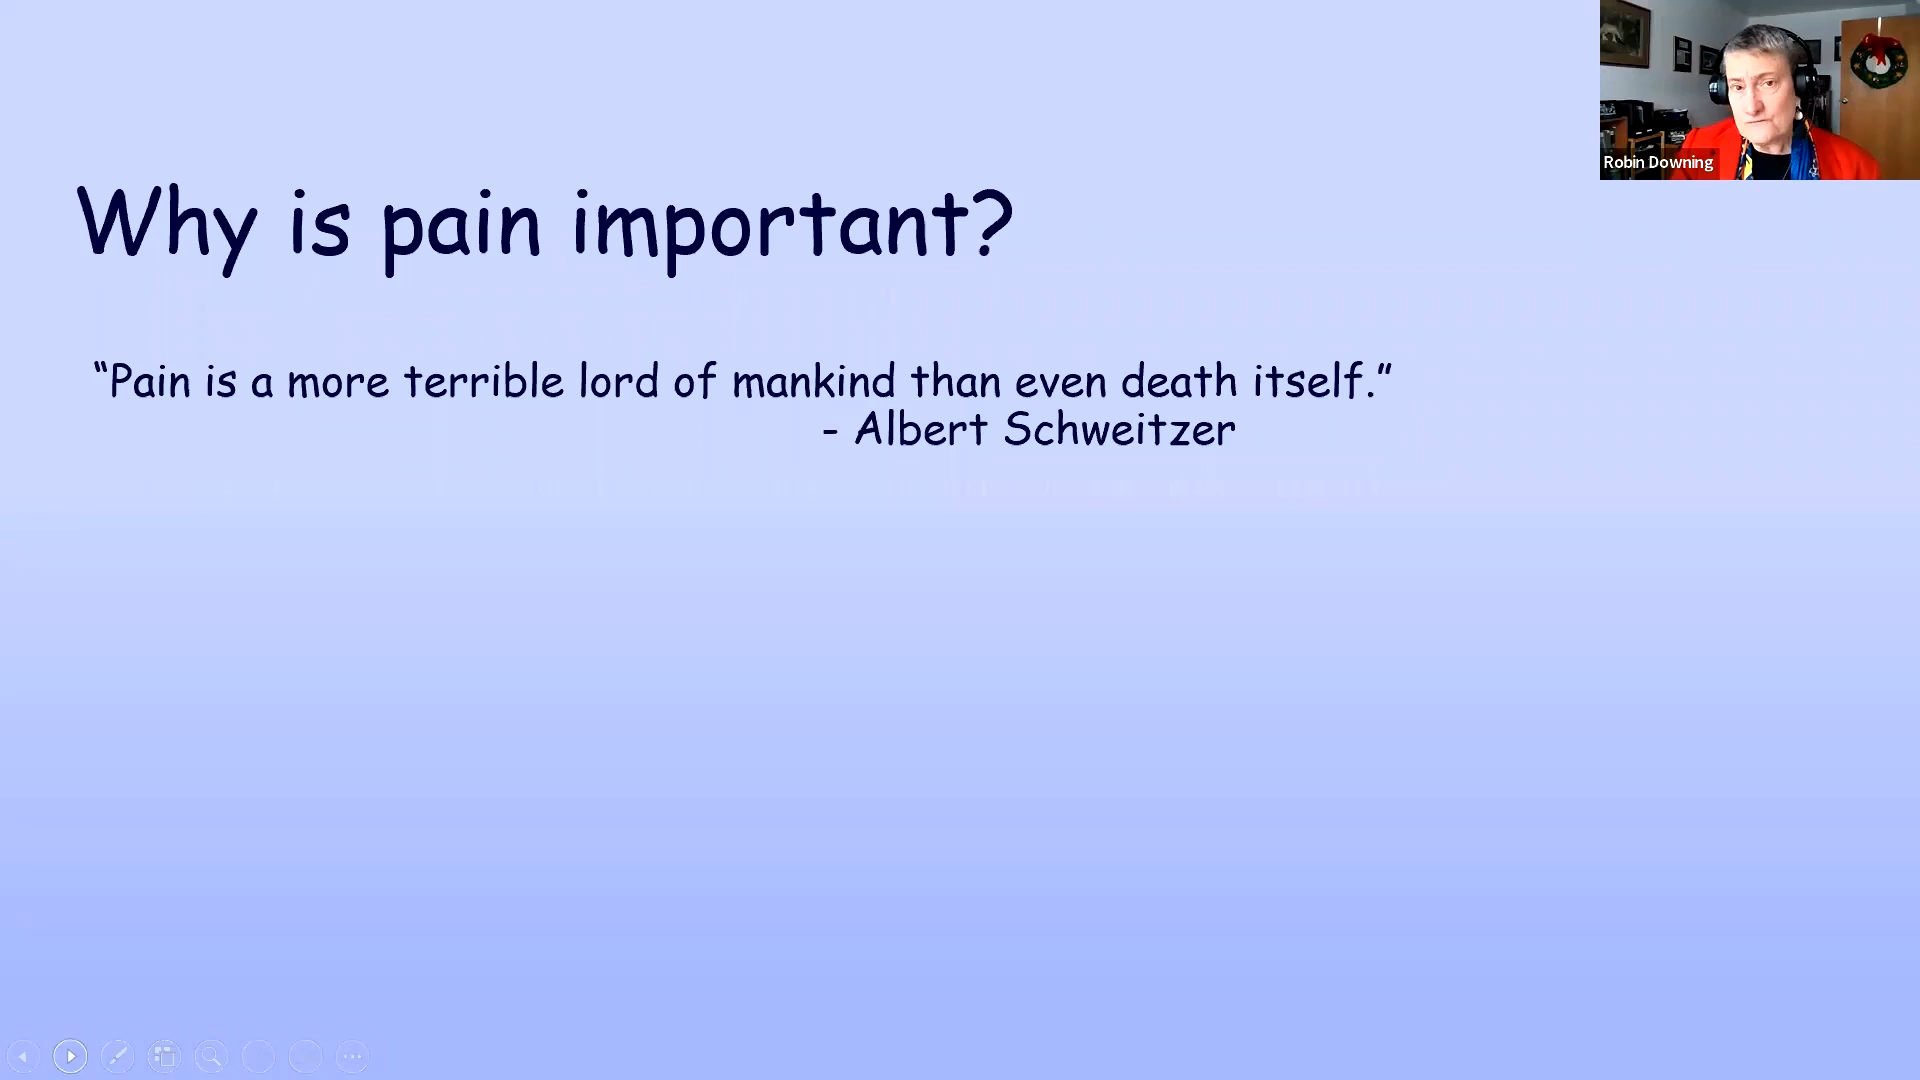 Why is pain important?
“Pain is a more terrible lord of mankind than even death itself.”
- Albert Schweitzer
Robin Downing